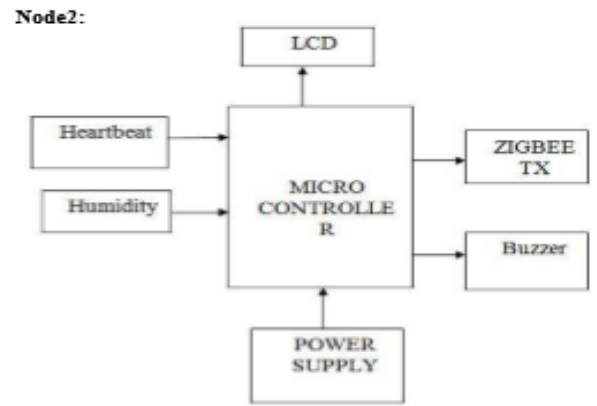 Node2:
LCD
Heartbeat
ZIGBEE
TX
Humidity
MICRO
CONTROLLE
R
Buzzer
POWER
SUPPLY